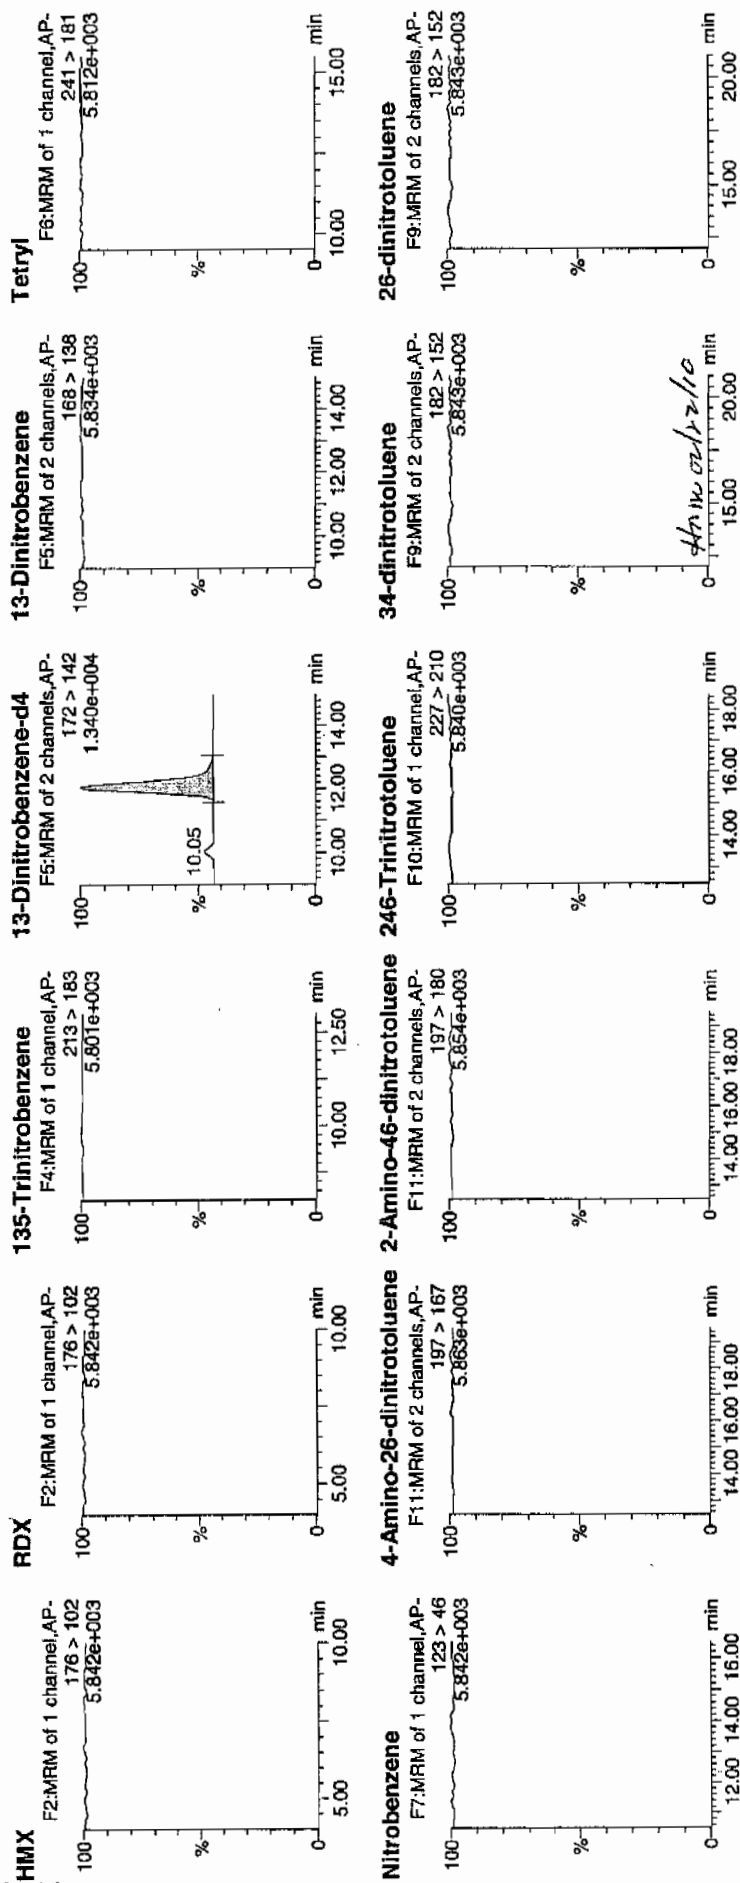 HMX
F2:MRM of 1 channel,AP-
176 > 102
5.842e+003
100
%
0
5.00 10.00 min
RDX
F2:MRM of 1 channel,AP-
176 > 102
5.842e+003
100
%
0
5.00 10.00 min
135-Trinitrobenzene
F4:MRM of 1 channel,AP-
213 > 183
5.801e+003
100
%
0
10.00 12.50 min
13-Dinitrobenzene-d4
F5:MRM of 2 channels,AP-
172 > 142
1.340e+004
100
%
10.05
0
10.00 12.00 14.00 min
13-Dinitrobenzene
F5:MRM of 2 channels,AP-
168 > 138
5.834e+003
100
%
0
10.00 12.00 14.00 min
Tetryl
F6:MRM of 1 channel,AP-
241 > 181
5.812e+003
100
%
0
10.00 15.00 min
Nitrobenzene
F7:MRM of 1 channel,AP-
123 > 46
5.842e+003
100
%
0
12.00 14.00 16.00 min
4-Amino-26-dinitrotoluene
F11:MRM of 2 channels,AP-
197 > 167
5.863e+003
100
%
0
14.00 16.00 18.00 min
2-Amino-46-dinitrotoluene
F11:MRM of 2 channels,AP-
197 > 180
5.854e+003
100
%
0
14.00 16.00 18.00 min
246-Trinitrotoluene
F10:MRM of 1 channel,AP-
227 > 210
5.840e+003
100
%
0
14.00 16.00 18.00 min
34-dinitrotoluene
F9:MRM of 2 channels,AP-
182 > 152
5.843e+003
100
%
0
15.00 20.00 min
02/22/10
26-dinitrotoluene
F9:MRM of 2 channels,AP-
182 > 152
5.843e+003
100
%
0
15.00 20.00 min